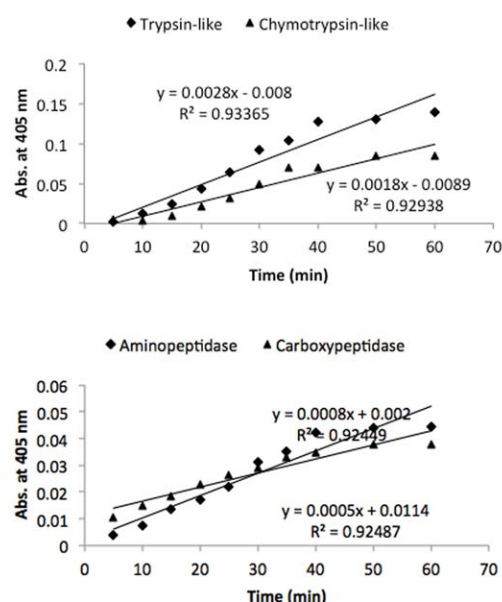 Trypsin-like Chymotrypsin-like
0.2
y = 0.0028x - 0.008
R² = 0.93365
0.15
0.1
0.05
y = 0.0018x - 0.0089
R² = 0.92938
0
Abs. at 405 nm
0 10 20 30 40 50 60 70
Time (min)
Aminopeptidase Carboxypeptidase
0.06
0.05
y = 0.0008x + 0.002
R² = 0.92449
0.04
0.03
0.02
0.01
y = 0.0005x + 0.0114
R² = 0.92487
0
Abs. at 405 nm
0 10 20 30 40 50 60 70
Time (min)